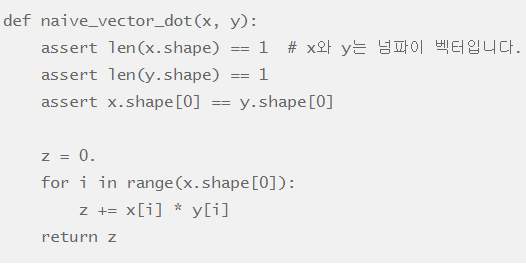 def naive_vector_dot(x, y):
    assert len(x.shape) == 1  # x와 y는 넘파이 벡터입니다.
    assert len(y.shape) == 1
    assert x.shape[0] == y.shape[0]

    z = 0.
    for i in range(x.shape[0]):
        z += x[i] * y[i]
    return z